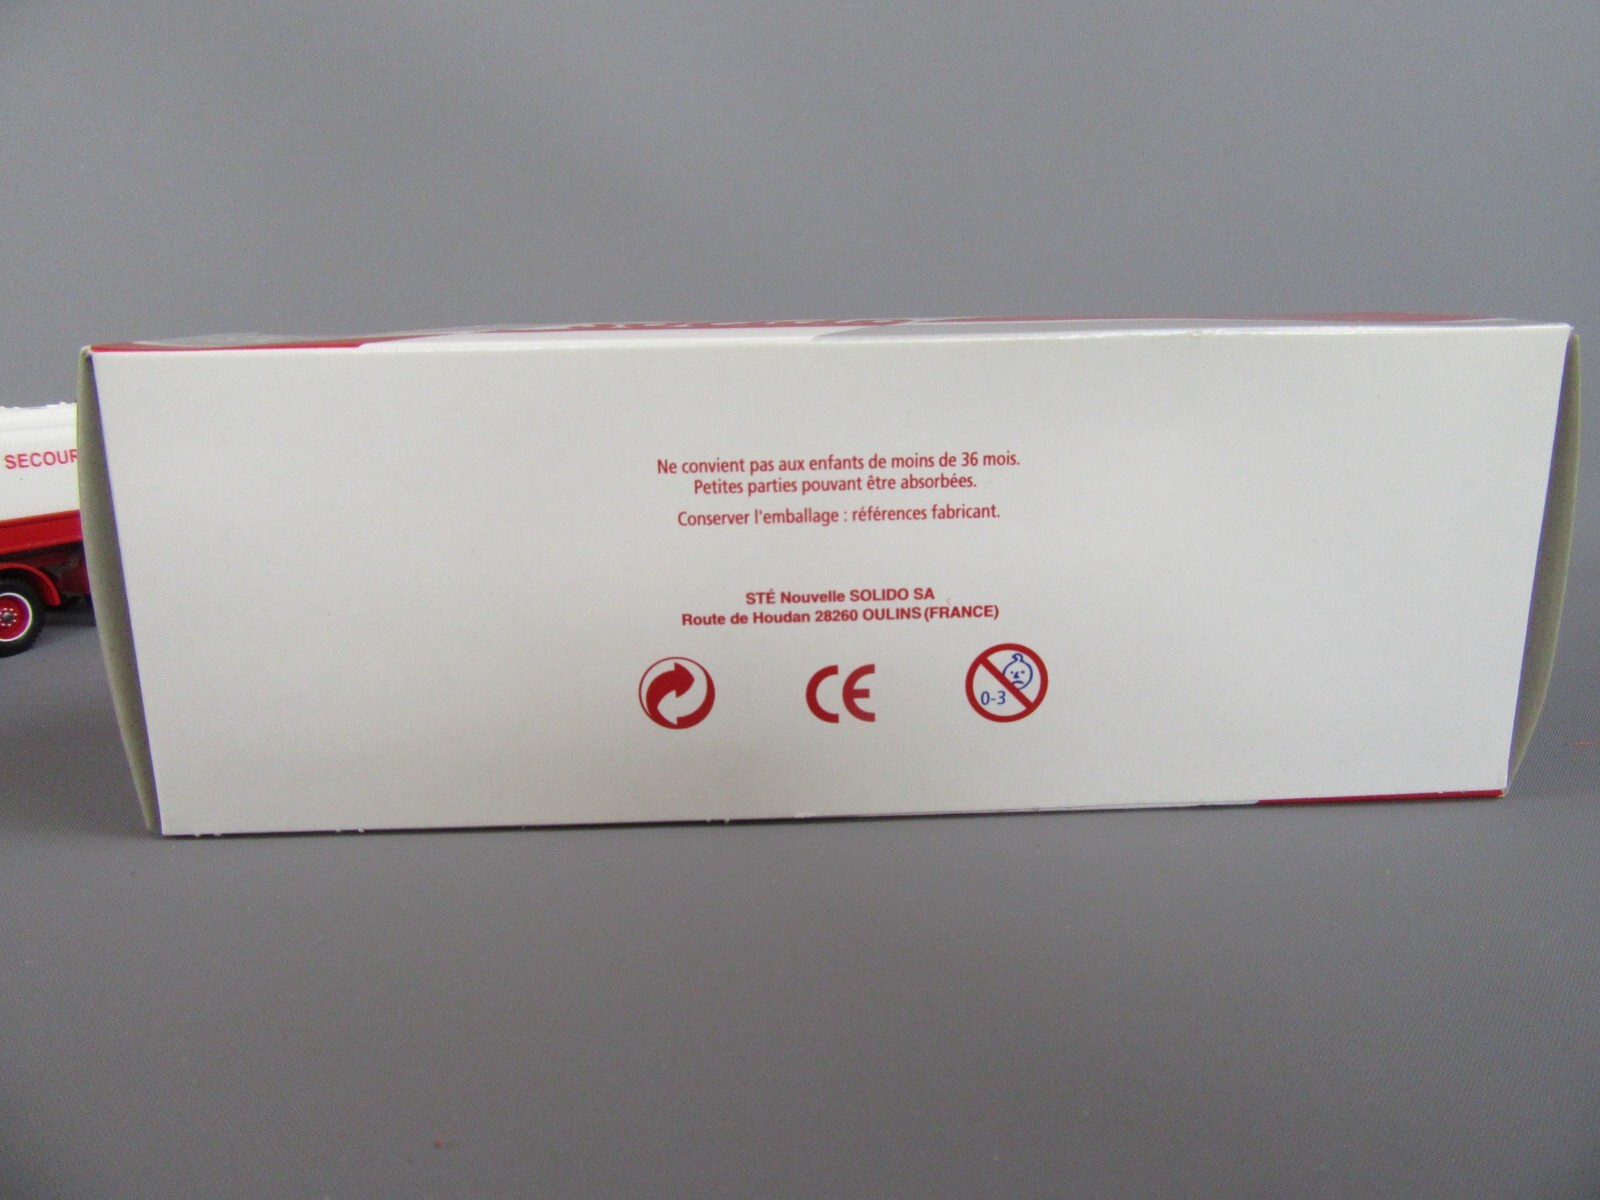 SECOUR
Ne convient pas aux enfants de moins de 36 mois.
Petites parties pouvant être absorbées.
Conserver l'emballage : références fabricant.
STÉ Nouvelle SOLIDO SA
Route de Houdan 28260 OULINS (FRANCE)
CE
0-3